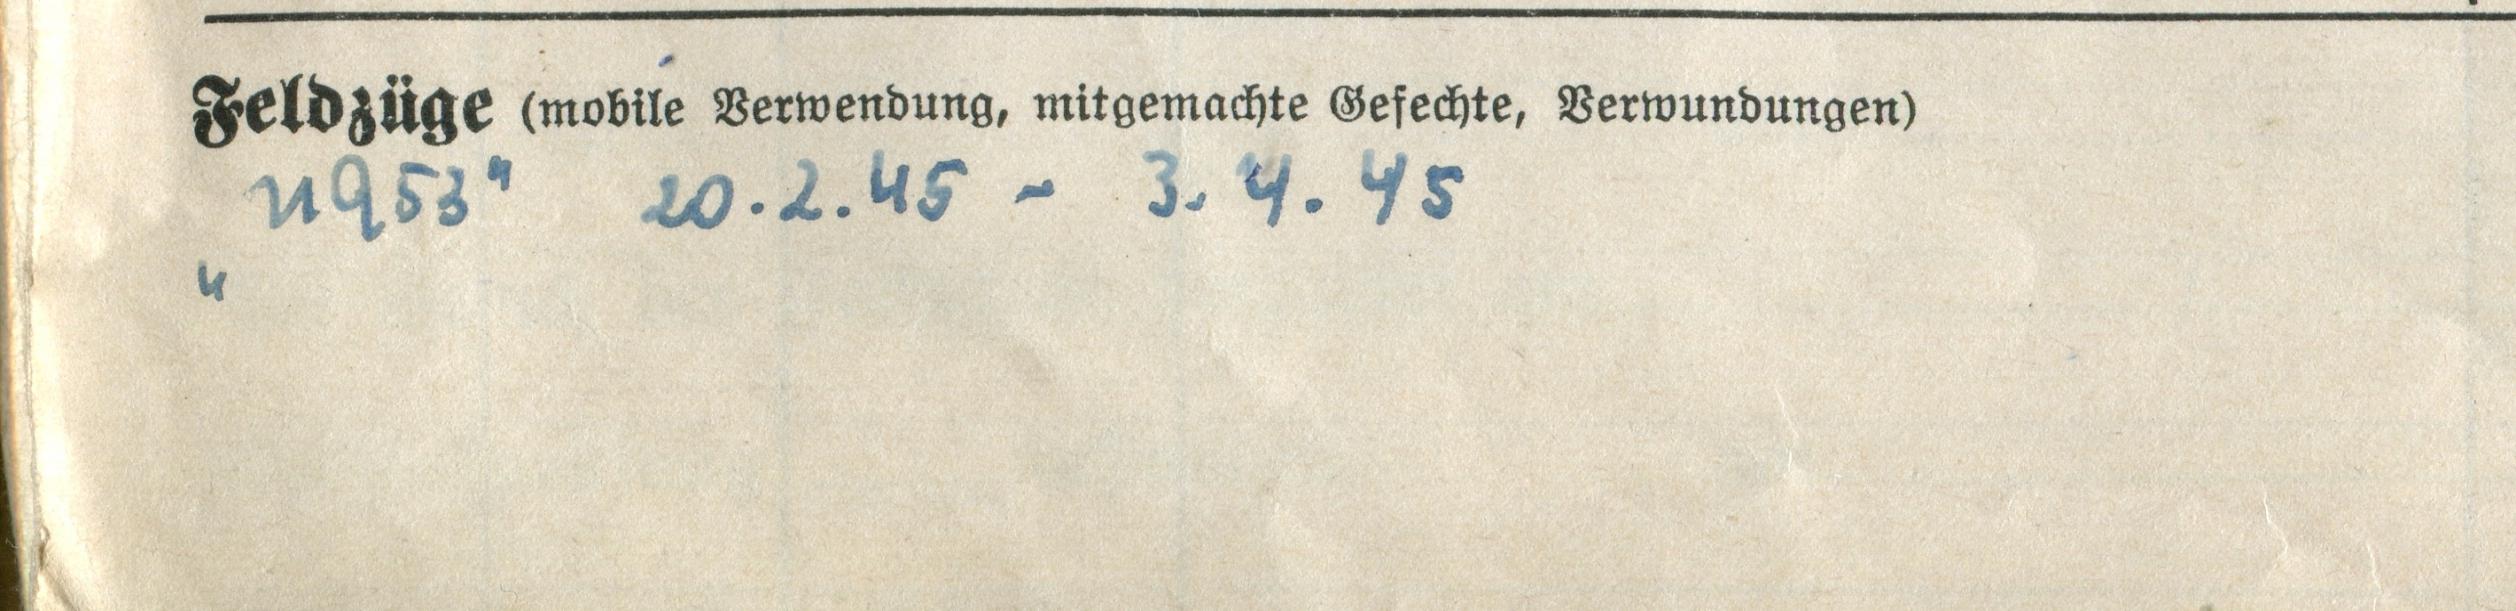 Feldzüge (mobile Verwendung, mitgemachte Gefechte, Verwundungen)
"U953" 20.2.45 - 3.4.45